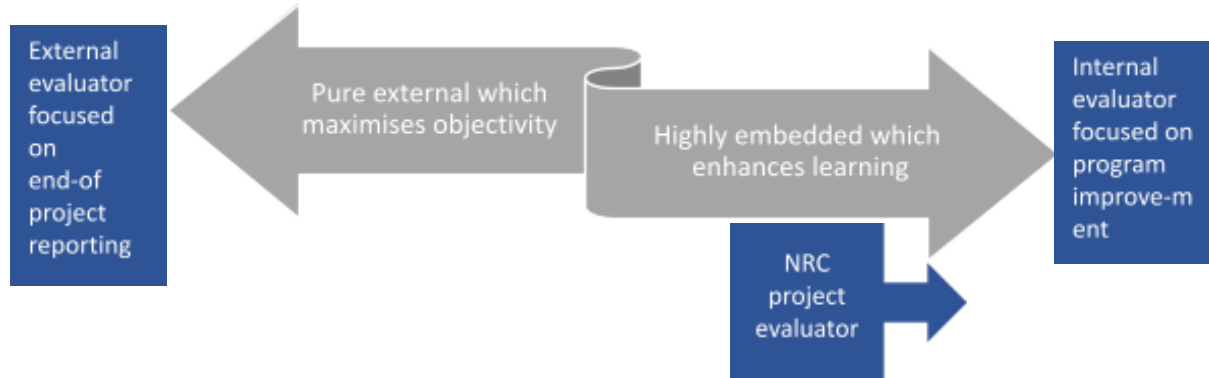 External
evaluator
focused
on
end-of
project
reporting
Pure external which
maximises objectivity
Highly embedded which
enhances learning
Internal
evaluator
focused on
program
improve-m
ent
NRC
project
evaluator